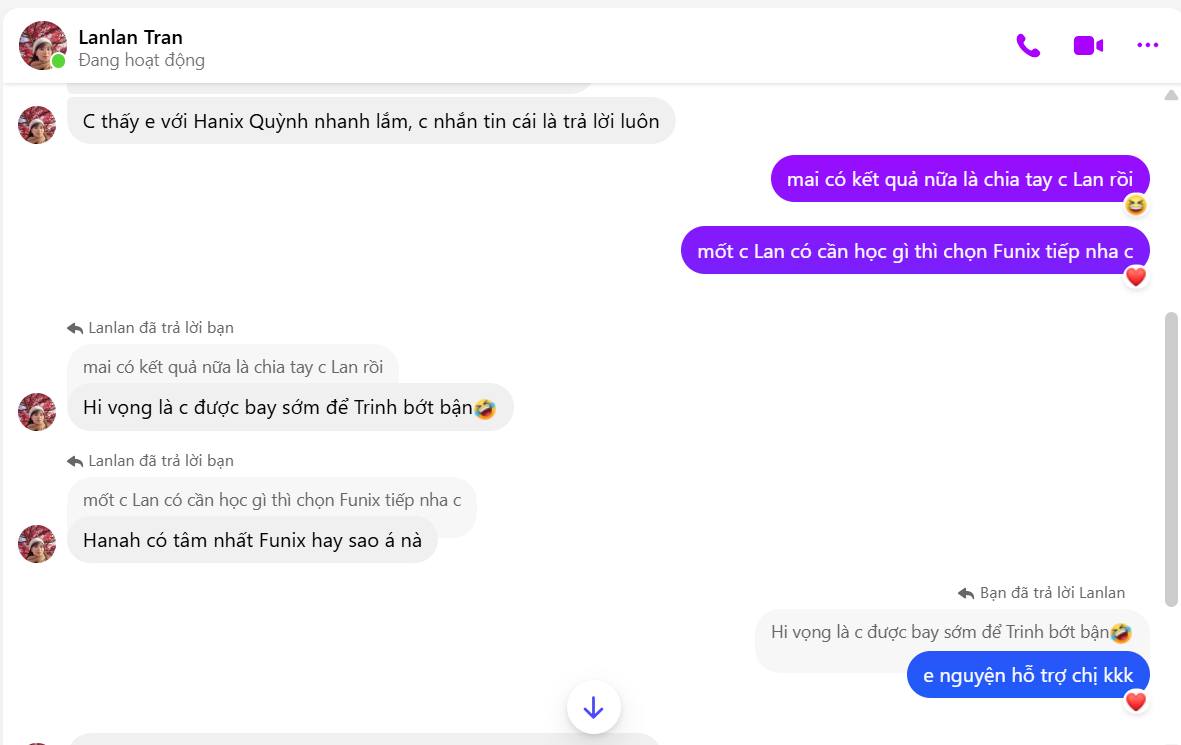 Lanlan Tran
Đang hoạt động
C thấy e với Hanix Quỳnh nhanh lắm, c nhắn tin cái là trả lời luôn
mai có kết quả nữa là chia tay c Lan rồi
mốt c Lan có cần học gì thì chọn Funix tiếp nha c
Lanlan đã trả lời bạn
mai có kết quả nữa là chia tay c Lan rồi
Hi vọng là c được bay sớm để Trinh bớt bận🤣
Lanlan đã trả lời bạn
mốt c Lan có cần học gì thì chọn Funix tiếp nha c
Hanah có tâm nhất Funix hay sao á nà
Bạn đã trả lời Lanlan
Hi vọng là c được bay sớm để Trinh bớt bận🤣
e nguyện hỗ trợ chị kkk